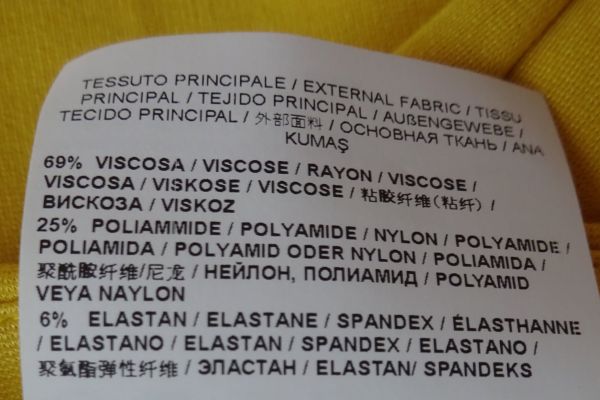 TESSUTO PRINCIPALE / EXTERNAL FABRIC / TISSU
PRINCIPAL / TEJIDO PRINCIPAL / AUßENGEWEBE /
TECIDO PRINCIPAL / 外部面料 / ОСНОВНАЯ ТКАНЬ / ANA
KUMAŞ
69% VISCOSA / VISCOSE / RAYON / VISCOSE /
VISCOSA / VISKOSE / VISCOSE / 粘胶纤维(粘纤) /
ВИСКОЗА / VISKOZ
25% POLIAMMIDE / POLYAMIDE / NYLON / POLYAMIDE /
POLIAMIDA / POLYAMID ODER NYLON / POLIAMIDA /
聚酰胺纤维/尼龙 / НЕЙЛОН, ПОЛИАМИД / POLYAMID
VEYA NAYLON
6% ELASTAN / ELASTANE / SPANDEX / ÉLASTHANNE
/ ELASTANO / ELASTAN / SPANDEX / ELASTANO /
聚氨酯弹性纤维 / ЭЛАСТАН / ELASTAN/ SPANDEKS